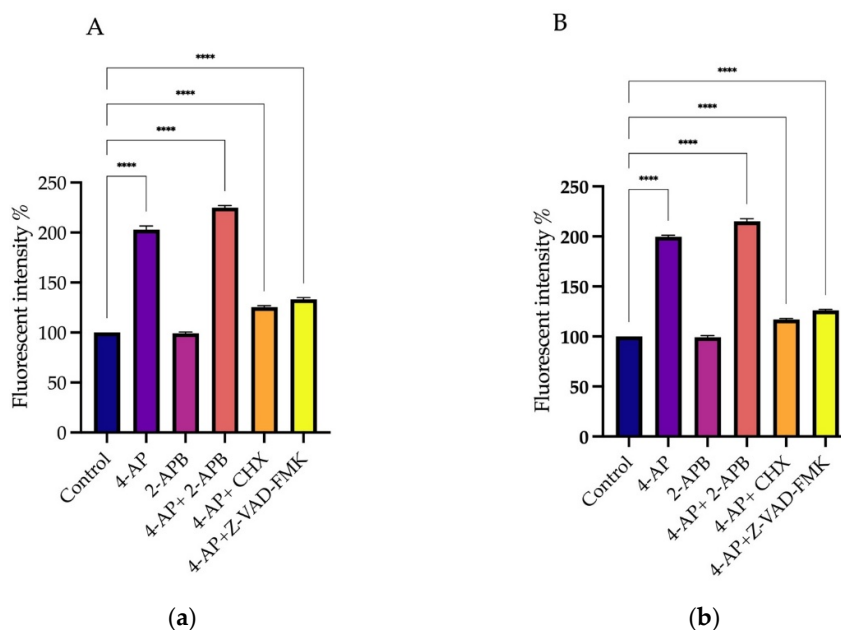 A
****
****
****
****
Fluorescent intensity %
250
200
150
100
50
0
Control
4-AP
2-APB
4-AP+ 2-APB
4-AP+ CHX
4-AP+Z-VAD-FMK
(a)
B
****
****
****
****
Fluorescent intensity %
250
200
150
100
50
0
Control
4-AP
2-APB
4-AP+ 2-APB
4-AP+ CHX
4-AP+Z-VAD-FMK
(b)